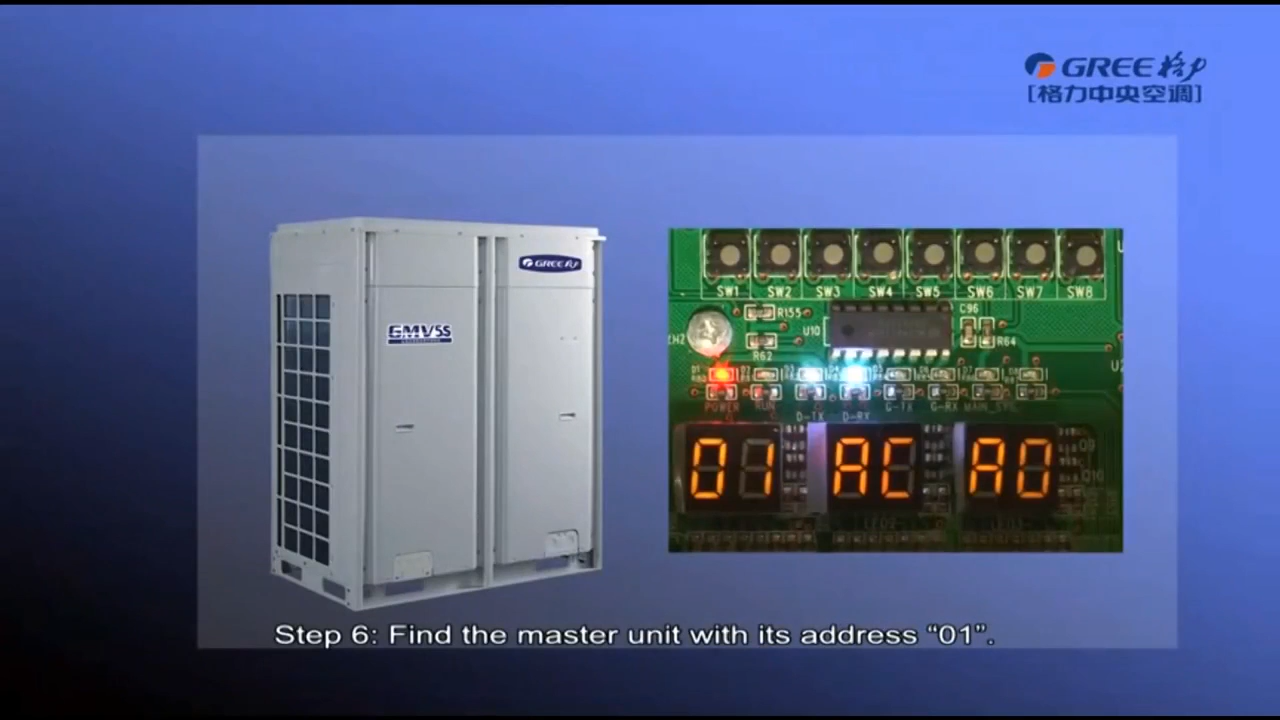 GREE 格力
[格力中央空调]
GREE 格力
GMV5S
SW1 SW2 SW3 SW4 SW5 SW6 SW7 SW8
R155
U10
C96
R62
R64
POWER RUN D-TX D-RX G-TX G-RX
01 AC A0
Step 6: Find the master unit with its address “01”.